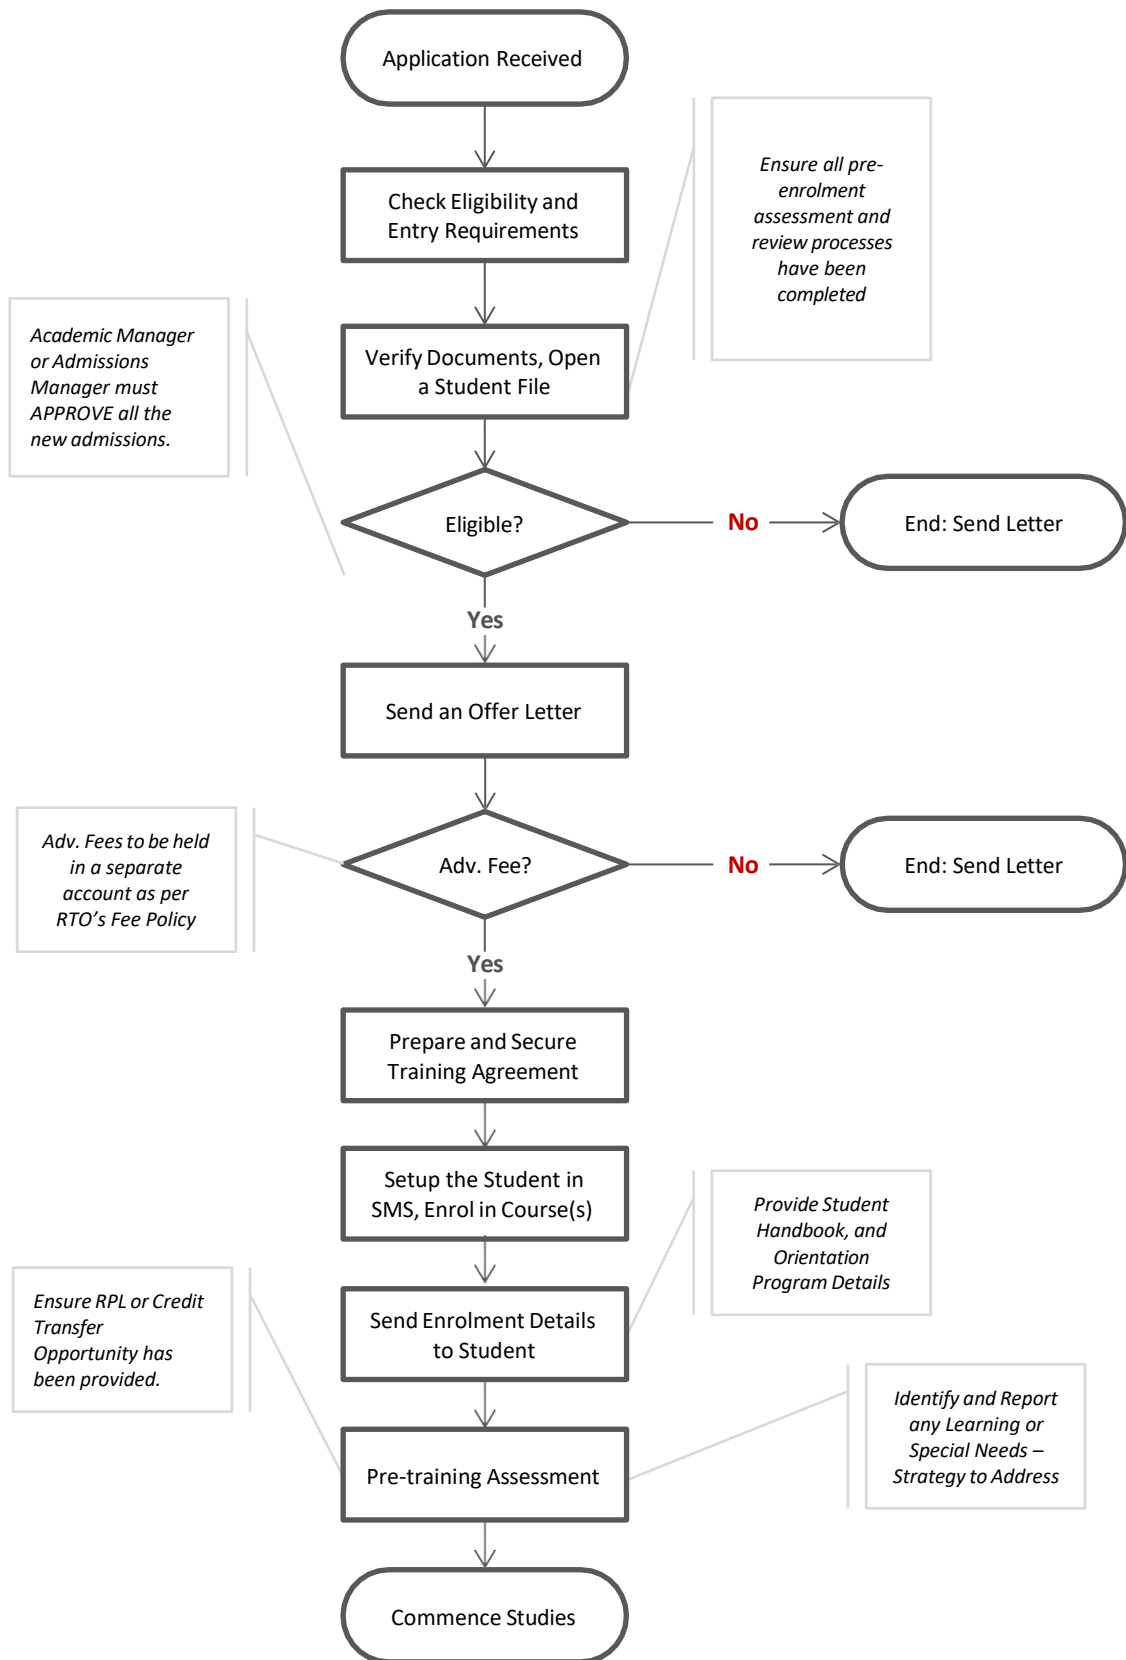 Application Received
Ensure all pre-
enrolment
assessment and
review processes
have been
completed
Check Eligibility and
Entry Requirements
Academic Manager
or Admissions
Manager must
APPROVE all the
new admissions.
Verify Documents, Open
a Student File
Eligible?
No
End: Send Letter
Yes
Send an Offer Letter
Adv. Fees to be held
in a separate
account as per
RTO’s Fee Policy
Adv. Fee?
No
End: Send Letter
Yes
Prepare and Secure
Training Agreement
Setup the Student in
SMS, Enrol in Course(s)
Provide Student
Handbook, and
Orientation
Program Details
Ensure RPL or Credit
Transfer
Opportunity has
been provided.
Send Enrolment Details
to Student
Identify and Report
any Learning or
Special Needs –
Strategy to Address
Pre-training Assessment
Commence Studies